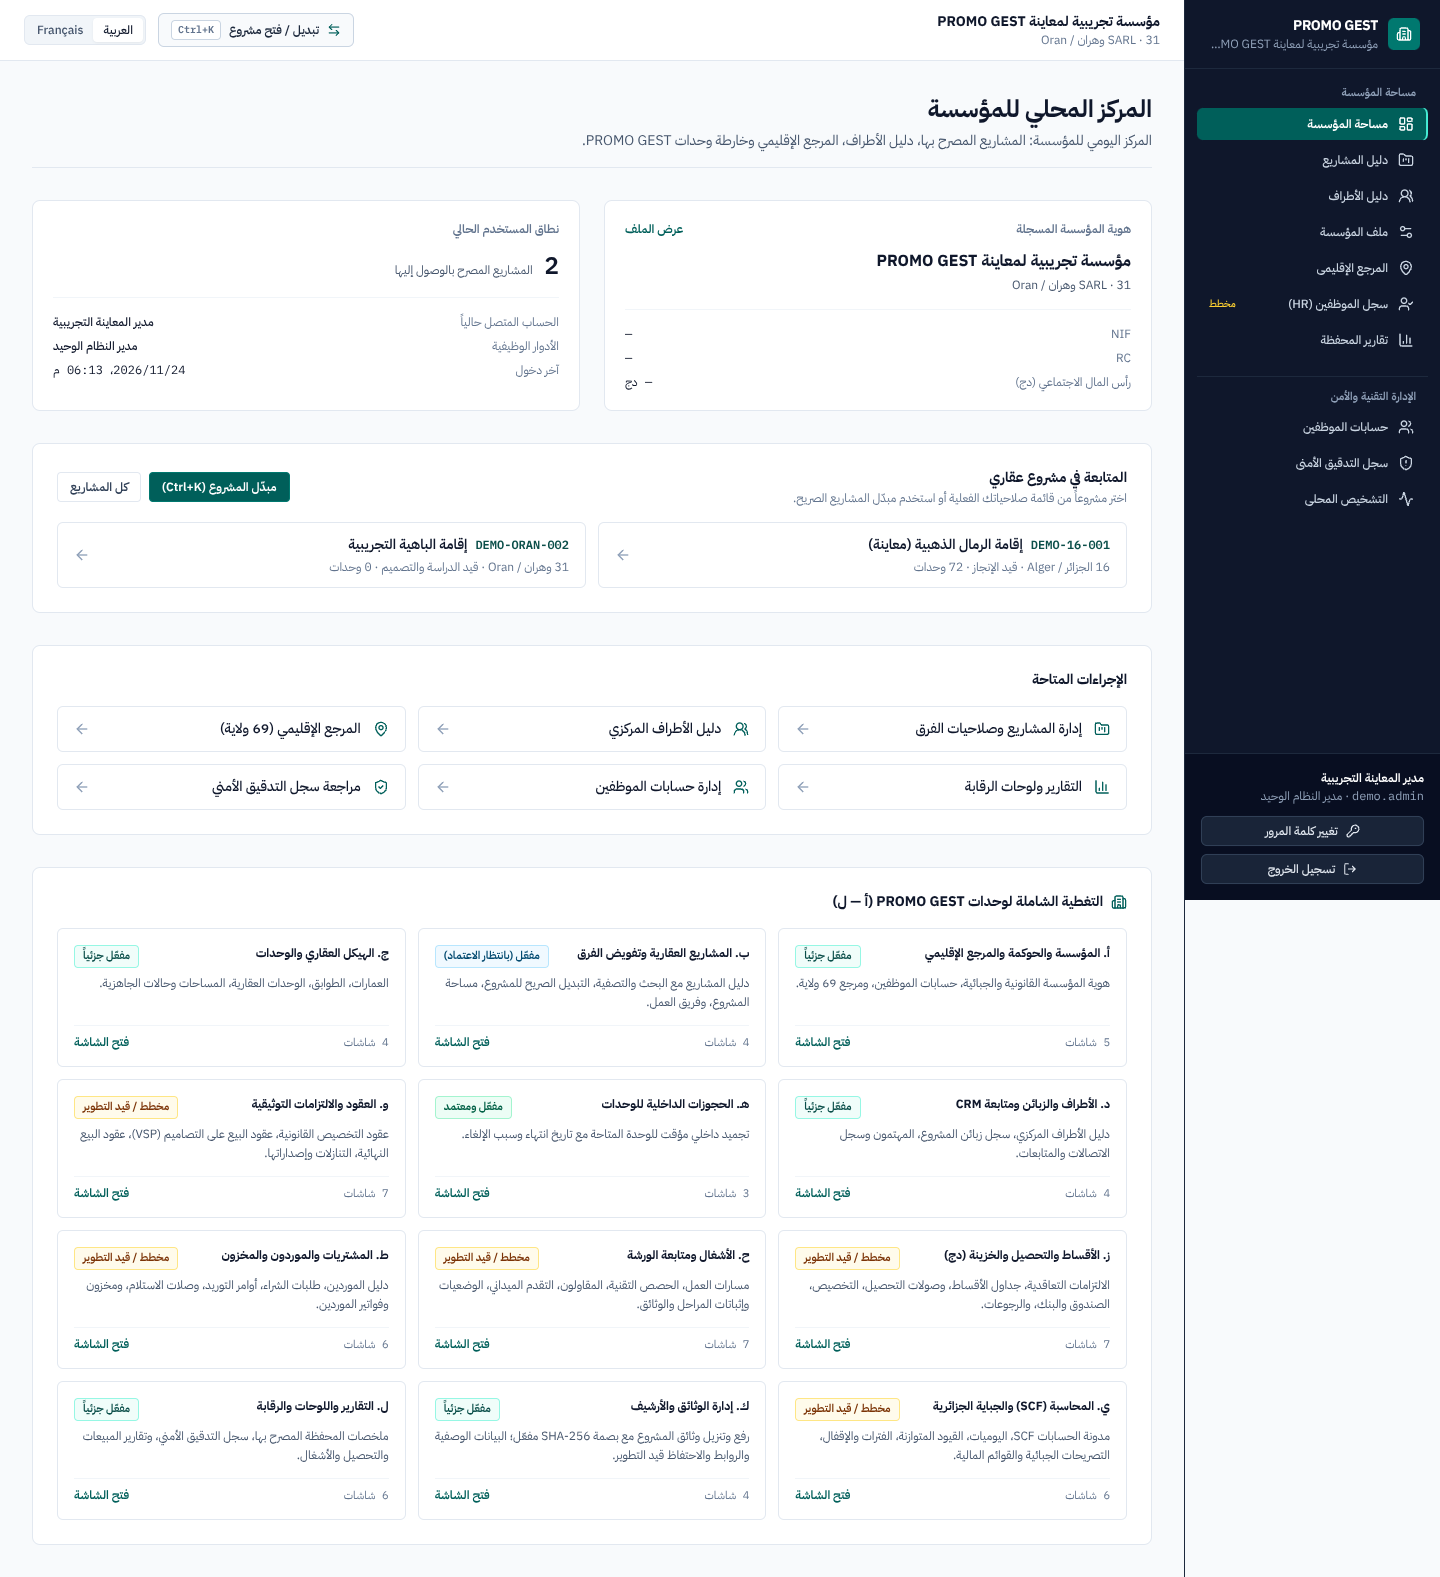 PROMO GEST
مؤسسة تجريبية لمعاينة MO GEST...
مساحة المؤسسة
مساحة المؤسسة
دليل المشاريع
دليل الأطراف
ملف المؤسسة
المرجع الإقليمي
سجل الموظفين (HR) مخطط
تقارير المحفظة
الإدارة التقنية والأمن
حسابات الموظفين
سجل التدقيق الأمني
التشخيص المحلي
مدير المعاينة التجريبية
demo.admin · مدير النظام الوحيد
تغيير كلمة المرور
تسجيل الخروج
مؤسسة تجريبية لمعاينة PROMO GEST
SARL · 31 وهران / Oran
تبديل / فتح مشروع Ctrl+K
العربية Français
المركز المحلي للمؤسسة
المركز اليومي للمؤسسة: المشاريع المصرح بها، دليل الأطراف، المرجع الإقليمي وخارطة وحدات PROMO GEST.
هوية المؤسسة المسجلة عرض الملف
مؤسسة تجريبية لمعاينة PROMO GEST
SARL · 31 وهران / Oran
NIF —
RC —
رأس المال الاجتماعي (دج) — دج
نطاق المستخدم الحالي
2 المشاريع المصرح بالوصول إليها
الحساب المتصل حالياً مدير المعاينة التجريبية
الأدوار الوظيفية مدير النظام الوحيد
آخر دخول 2026/11/24، 06:13 م
المتابعة في مشروع عقاري
اختر مشروعاً من قائمة صلاحياتك الفعلية أو استخدم مبدّل المشاريع الصريح.
مبدّل المشروع (Ctrl+K) كل المشاريع
DEMO-16-001 إقامة الرمال الذهبية (معاينة)
16 الجزائر / Alger · قيد الإنجاز · 72 وحدات
DEMO-ORAN-002 إقامة الباهية التجريبية
31 وهران / Oran · قيد الدراسة والتصميم · 0 وحدات
الإجراءات المتاحة
إدارة المشاريع وصلاحيات الفرق
دليل الأطراف المركزي
المرجع الإقليمي (69 ولاية)
التقارير ولوحات الرقابة
إدارة حسابات الموظفين
مراجعة سجل التدقيق الأمني
التغطية الشاملة لوحدات PROMO GEST (أ — ل)
أ. المؤسسة والحوكمة والمرجع الإقليمي مفعّل جزئياً
هوية المؤسسة القانونية والجبائية، حسابات الموظفين، ومرجع 69 ولاية.
5 شاشات فتح الشاشة
ب. المشاريع العقارية وتفويض الفرق مفعّل (بانتظار الاعتماد)
دليل المشاريع مع البحث والتصفية، التبديل الصريح للمشروع، مساحة
المشروع، وفريق العمل.
4 شاشات فتح الشاشة
ج. الهيكل العقاري والوحدات مفعّل جزئياً
العمارات، الطوابق، الوحدات العقارية، المساحات وحالات الجاهزية.
4 شاشات فتح الشاشة
د. الأطراف والزبائن ومتابعة CRM مفعّل جزئياً
دليل الأطراف المركزي، سجل زبائن المشروع، المهتمون وسجل
الاتصالات والمتابعات.
4 شاشات فتح الشاشة
هـ. الحجوزات الداخلية للوحدات مفعّل ومعتمد
تجميد داخلي مؤقت للوحدة المتاحة مع تاريخ انتهاء وسبب الإلغاء.
3 شاشات فتح الشاشة
و. العقود والالتزامات التوثيقية مخطط / قيد التطوير
عقود التخصيص القانونية، عقود البيع على التصاميم (VSP)، عقود البيع
النهائية، التنازلات وإصداراتها.
7 شاشات فتح الشاشة
ز. الأقساط والتحصيل والخزينة (دج) مخطط / قيد التطوير
الالتزامات التعاقدية، جداول الأقساط، وصولات التحصيل، التخصيص،
الصندوق والبنك، والرجوعات.
7 شاشات فتح الشاشة
ح. الأشغال ومتابعة الورشة مخطط / قيد التطوير
مسارات العمل، الحصص التقنية، المقاولون، التقدم الميداني، الوضعيات
وإثباتات المراحل والوثائق.
7 شاشات فتح الشاشة
ط. المشتريات والموردون والمخزون مخطط / قيد التطوير
دليل الموردين، طلبات الشراء، أوامر التوريد، وصلات الاستلام، ومخزون
وفواتير الموردين.
6 شاشات فتح الشاشة
ي. المحاسبة (SCF) والجباية الجزائرية مخطط / قيد التطوير
مدونة الحسابات SCF، اليوميات، القيود المتوازنة، الفترات والإقفال،
التصريحات الجبائية والقوائم المالية.
6 شاشات فتح الشاشة
ك. إدارة الوثائق والأرشيف مفعّل جزئياً
رفع وتنزيل وثائق المشروع مع بصمة SHA-256 مفعّل؛ البيانات الوصفية
والروابط والاحتفاظ قيد التطوير.
4 شاشات فتح الشاشة
ل. التقارير واللوحات والرقابة مفعّل جزئياً
ملخصات المحفظة المصرح بها، سجل التدقيق الأمني، وتقارير المبيعات
والتحصيل والأشغال.
6 شاشات فتح الشاشة